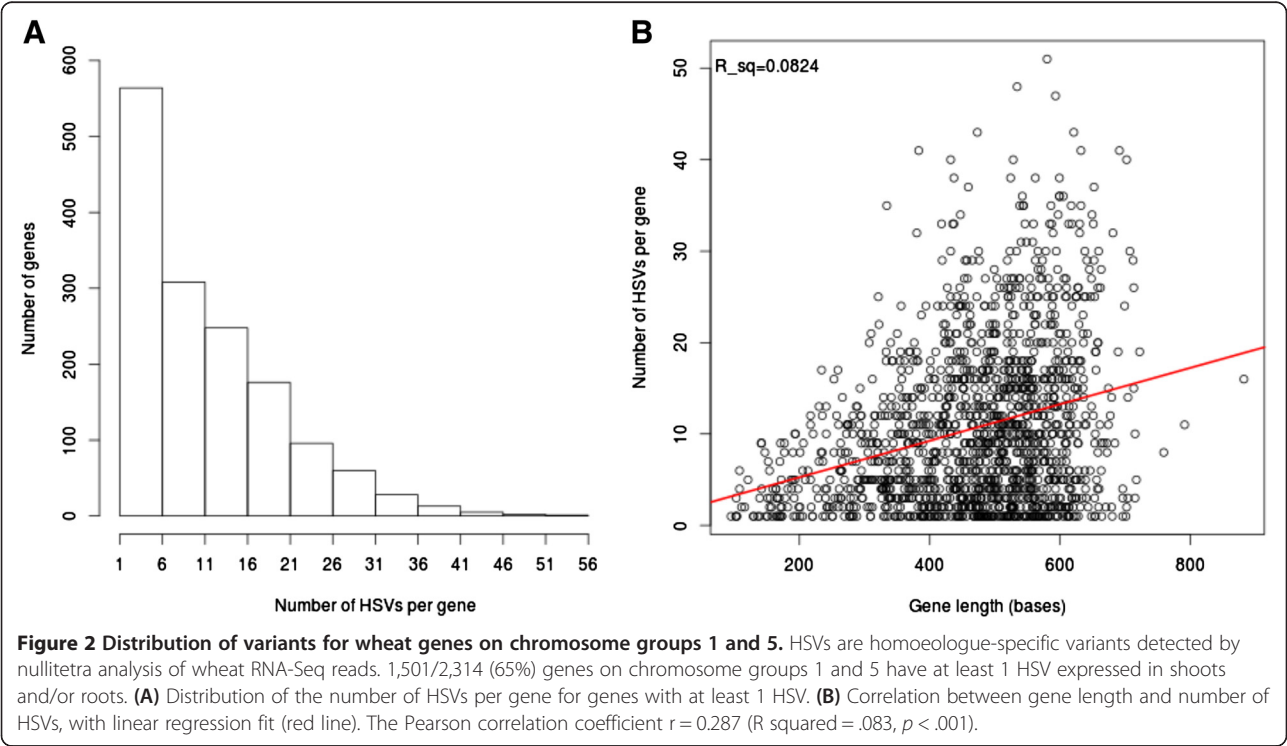 A
600
500
400
300
200
100
0
Number of genes
1 6 11 16 21 26 31 36 41 46 51 56
Number of HSVs per gene
B
R_sq=0.0824
50
40
30
20
10
0
Number of HSVs per gene
200 400 600 800
Gene length (bases)
Figure 2 Distribution of variants for wheat genes on chromosome groups 1 and 5. HSVs are homoeologue-specific variants detected by
nullitetra analysis of wheat RNA-Seq reads. 1,501/2,314 (65%) genes on chromosome groups 1 and 5 have at least 1 HSV expressed in shoots
and/or roots. (A) Distribution of the number of HSVs per gene for genes with at least 1 HSV. (B) Correlation between gene length and number of
HSVs, with linear regression fit (red line). The Pearson correlation coefficient r = 0.287 (R squared = .083, p < .001).